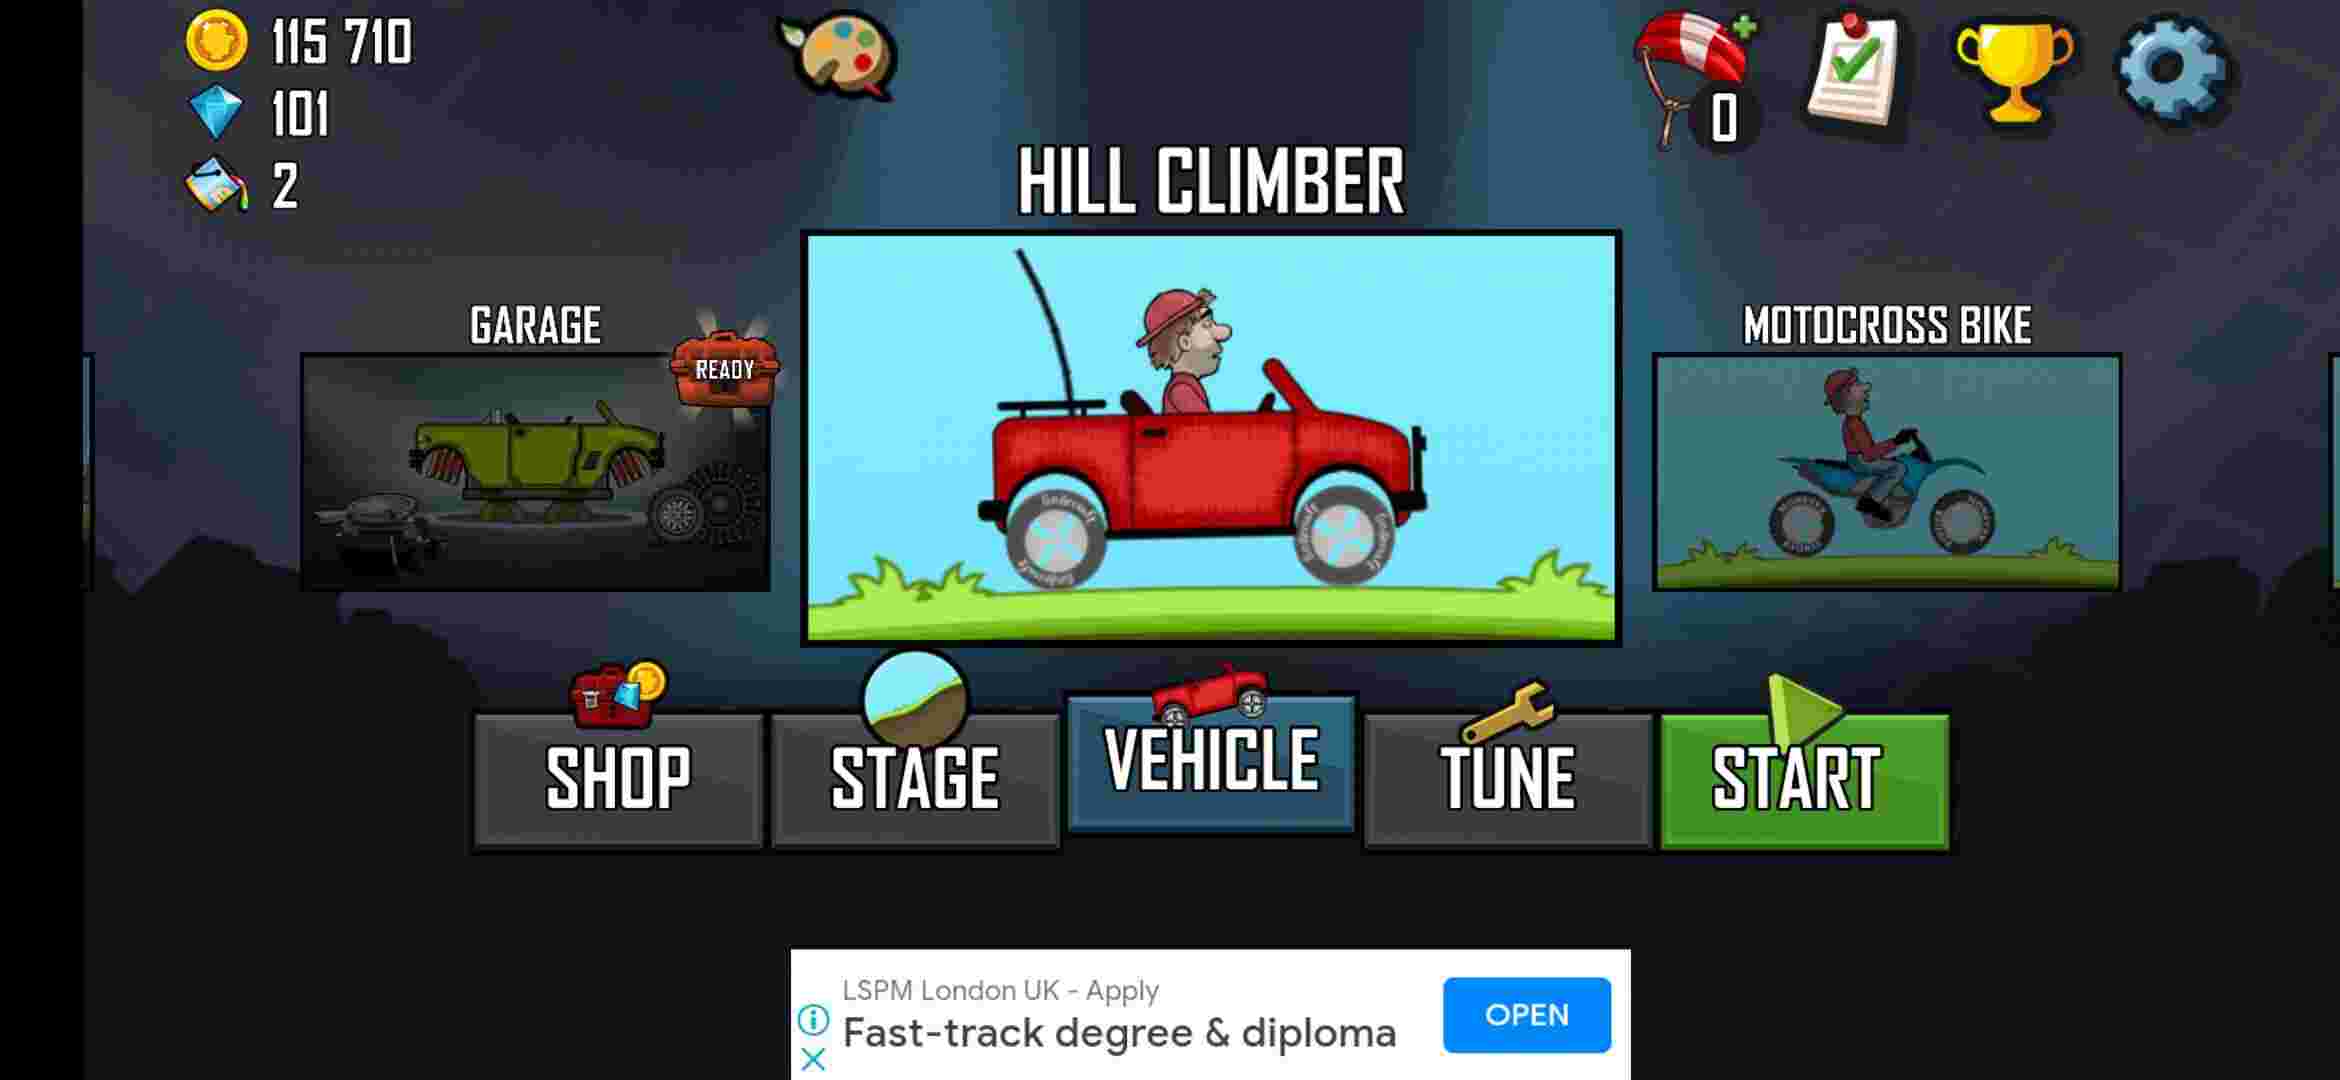 115 710
101
2
0
HILL CLIMBER
GARAGE
READY
MOTOCROSS BIKE
SHOP
STAGE
VEHICLE
TUNE
START
LSPM London UK - Apply
Fast-track degree & diploma
OPEN